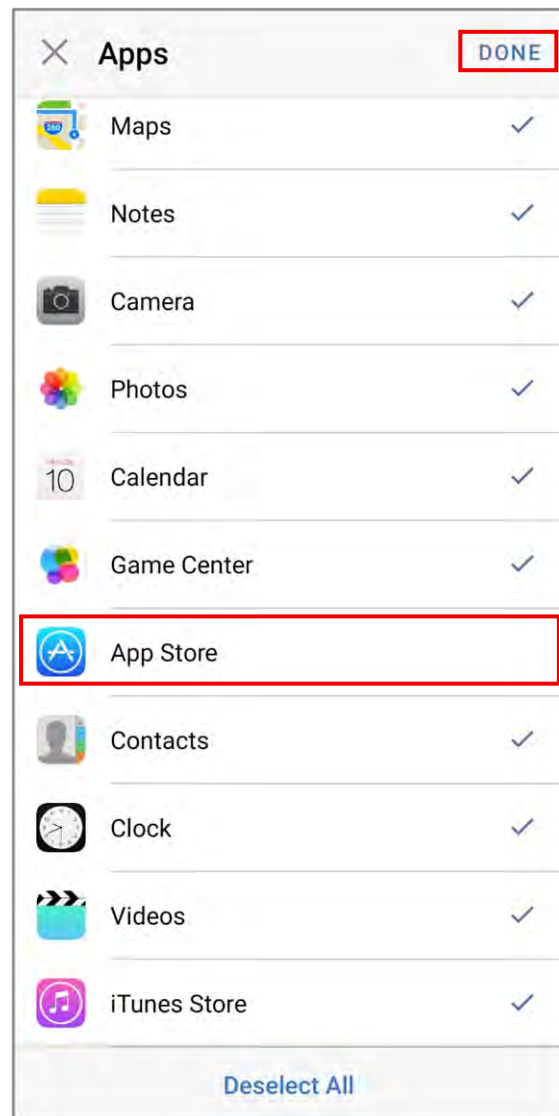 Apps
DONE
Maps
Notes
Camera
Photos
10
Calendar
Game Center
App Store
Contacts
Clock
Videos
iTunes Store
Deselect All